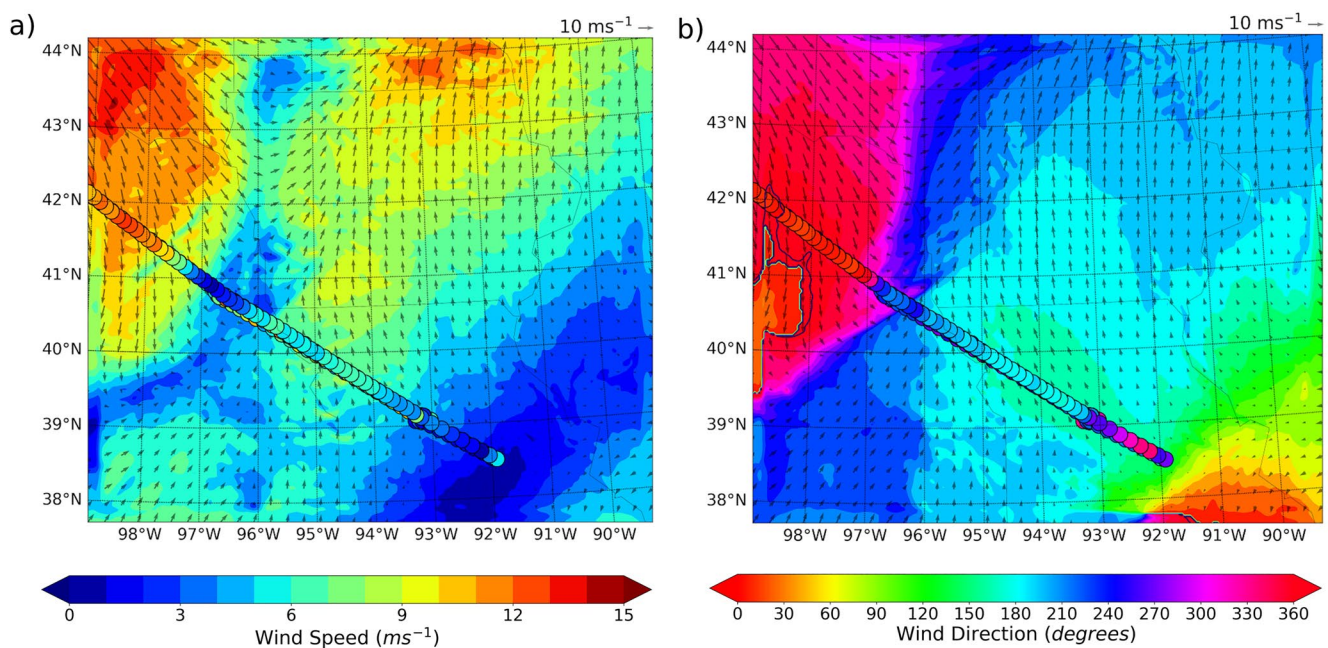 a)
10 ms⁻¹
44°N
43°N
42°N
41°N
40°N
39°N
38°N
98°W 97°W 96°W 95°W 94°W 93°W 92°W 91°W 90°W
0 3 6 9 12 15
Wind Speed (ms⁻¹)
b)
10 ms⁻¹
44°N
43°N
42°N
41°N
40°N
39°N
38°N
98°W 97°W 96°W 95°W 94°W 93°W 92°W 91°W 90°W
0 30 60 90 120 150 180 210 240 270 300 330 360
Wind Direction (degrees)